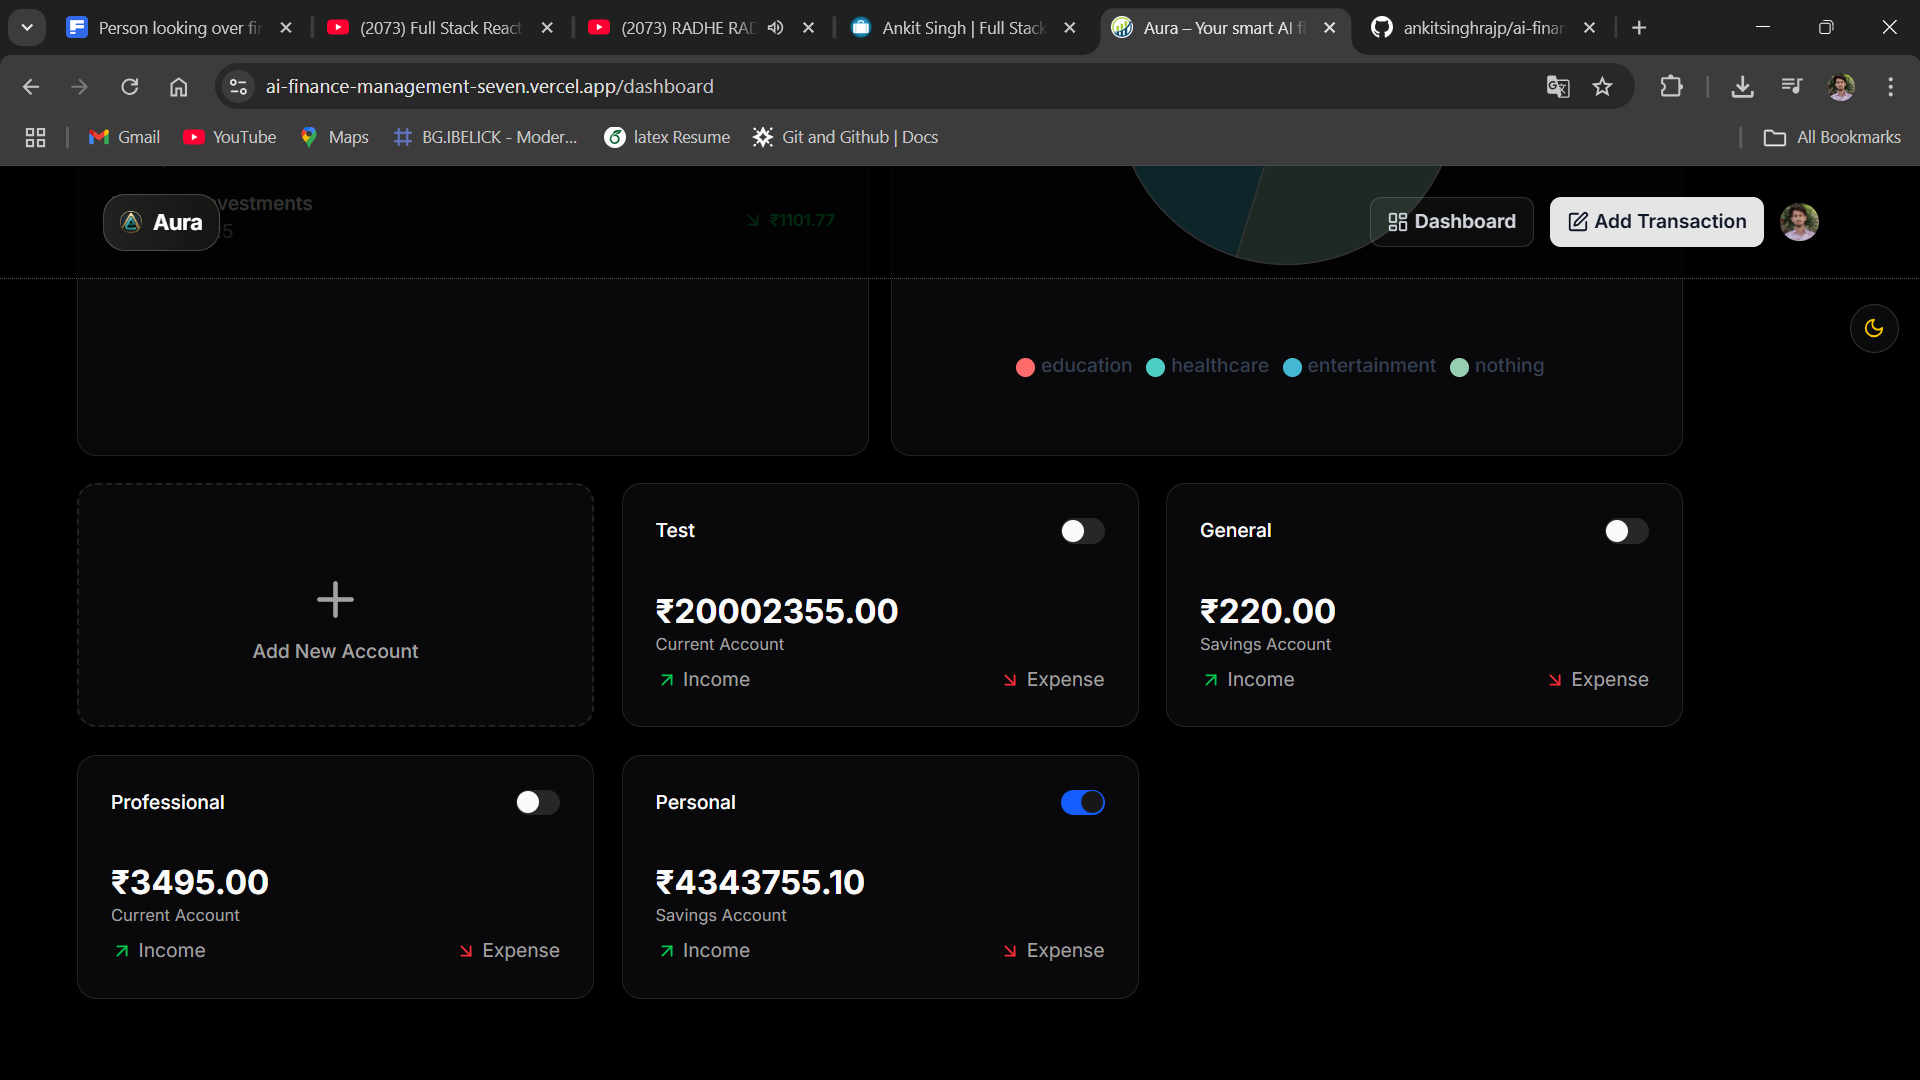 Person looking over fi
(2073) Full Stack React
(2073) RADHE RAD
Ankit Singh | Full Stack
Aura – Your smart AI fi
ankitsinghrajp/ai-finan
ai-finance-management-seven.vercel.app/dashboard
Gmail
YouTube
Maps
BG.IBELICK - Moder...
latex Resume
Git and Github | Docs
All Bookmarks
Aura
₹1101.77
Dashboard
Add Transaction
education healthcare entertainment nothing
Add New Account
Test
₹20002355.00
Current Account
Income
Expense
General
₹220.00
Savings Account
Income
Expense
Professional
₹3495.00
Current Account
Income
Expense
Personal
₹4343755.10
Savings Account
Income
Expense